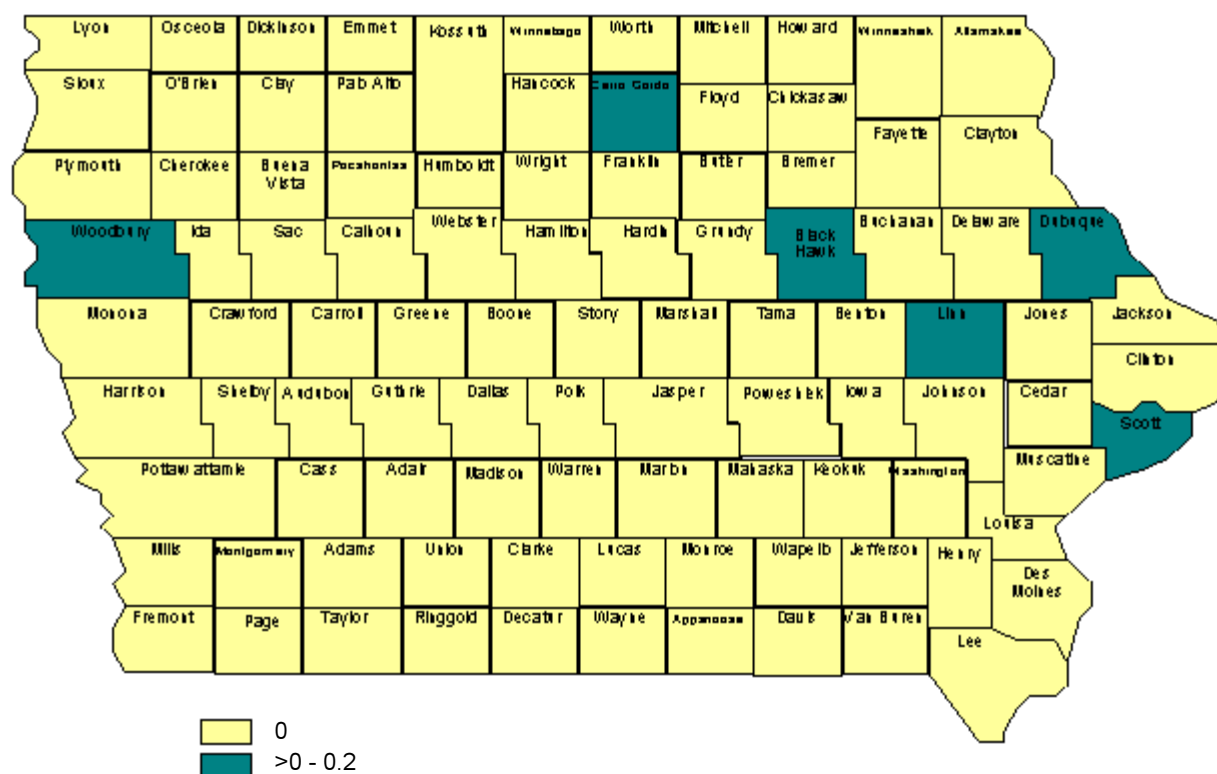 Lyon Osceola Dickinson Emmet Kossuth Winnebago Worth Mitchell Howard Winneshiek Allamakee
Sioux O'Brien Clay Palo Alto Hancock Cerro Gordo Floyd Chickasaw
Fayette Clayton
Plymouth Cherokee Buena Vista Pocahontas Humboldt Wright Franklin Butler Bremer
Woodbury Ida Sac Calhoun Webster Hamilton Hardin Grundy Black Hawk Buchanan Delaware Dubuque
Monona Crawford Carroll Greene Boone Story Marshall Tama Benton Linn Jones Jackson
Clinton
Harrison Shelby Audubon Guthrie Dallas Polk Jasper Poweshiek Iowa Johnson Cedar
Scott
Pottawattamie Cass Adair Madison Warren Marion Mahaska Keokuk Washington Muscatine
Louisa
Mills Montgomery Adams Union Clarke Lucas Monroe Wapello Jefferson Henry
Des Moines
Fremont Page Taylor Ringgold Decatur Wayne Appanoose Davis Van Buren
Lee
0
>0 - 0.2